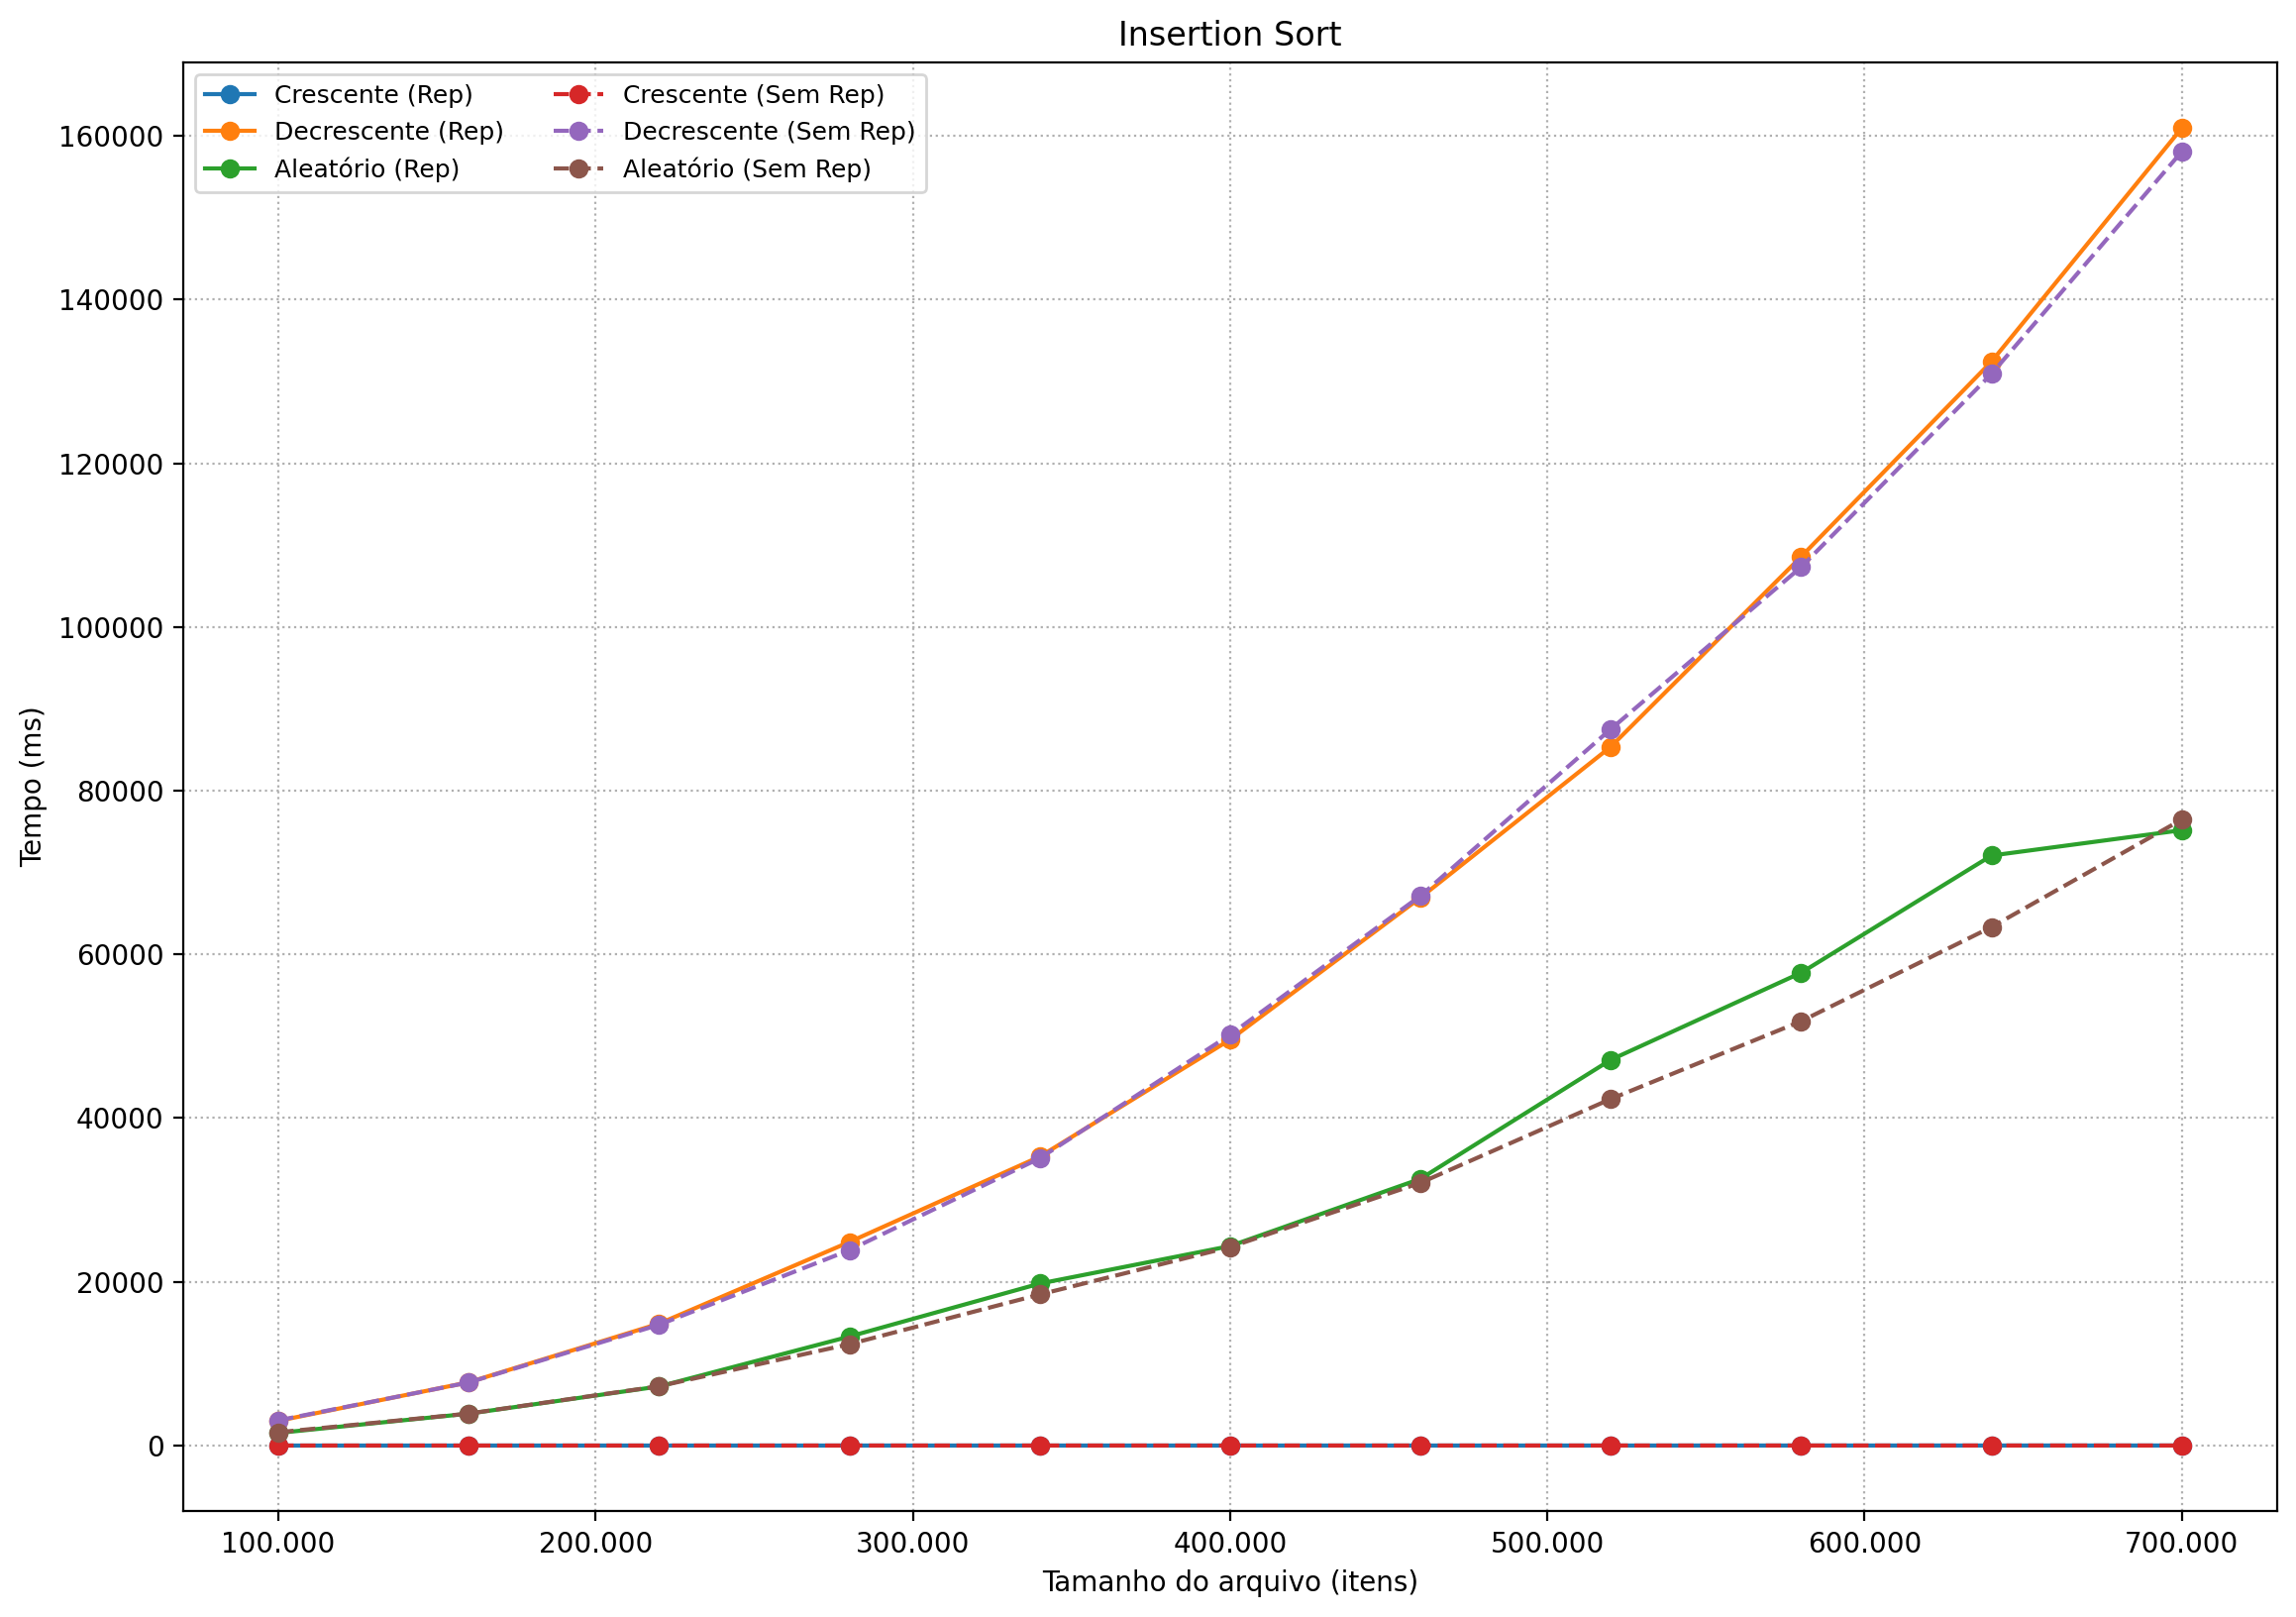 Insertion Sort
Crescente (Rep)
Decrescente (Rep)
Aleatório (Rep)
Crescente (Sem Rep)
Decrescente (Sem Rep)
Aleatório (Sem Rep)
Tempo (ms)
160000
140000
120000
100000
80000
60000
40000
20000
0
100.000 200.000 300.000 400.000 500.000 600.000 700.000
Tamanho do arquivo (itens)